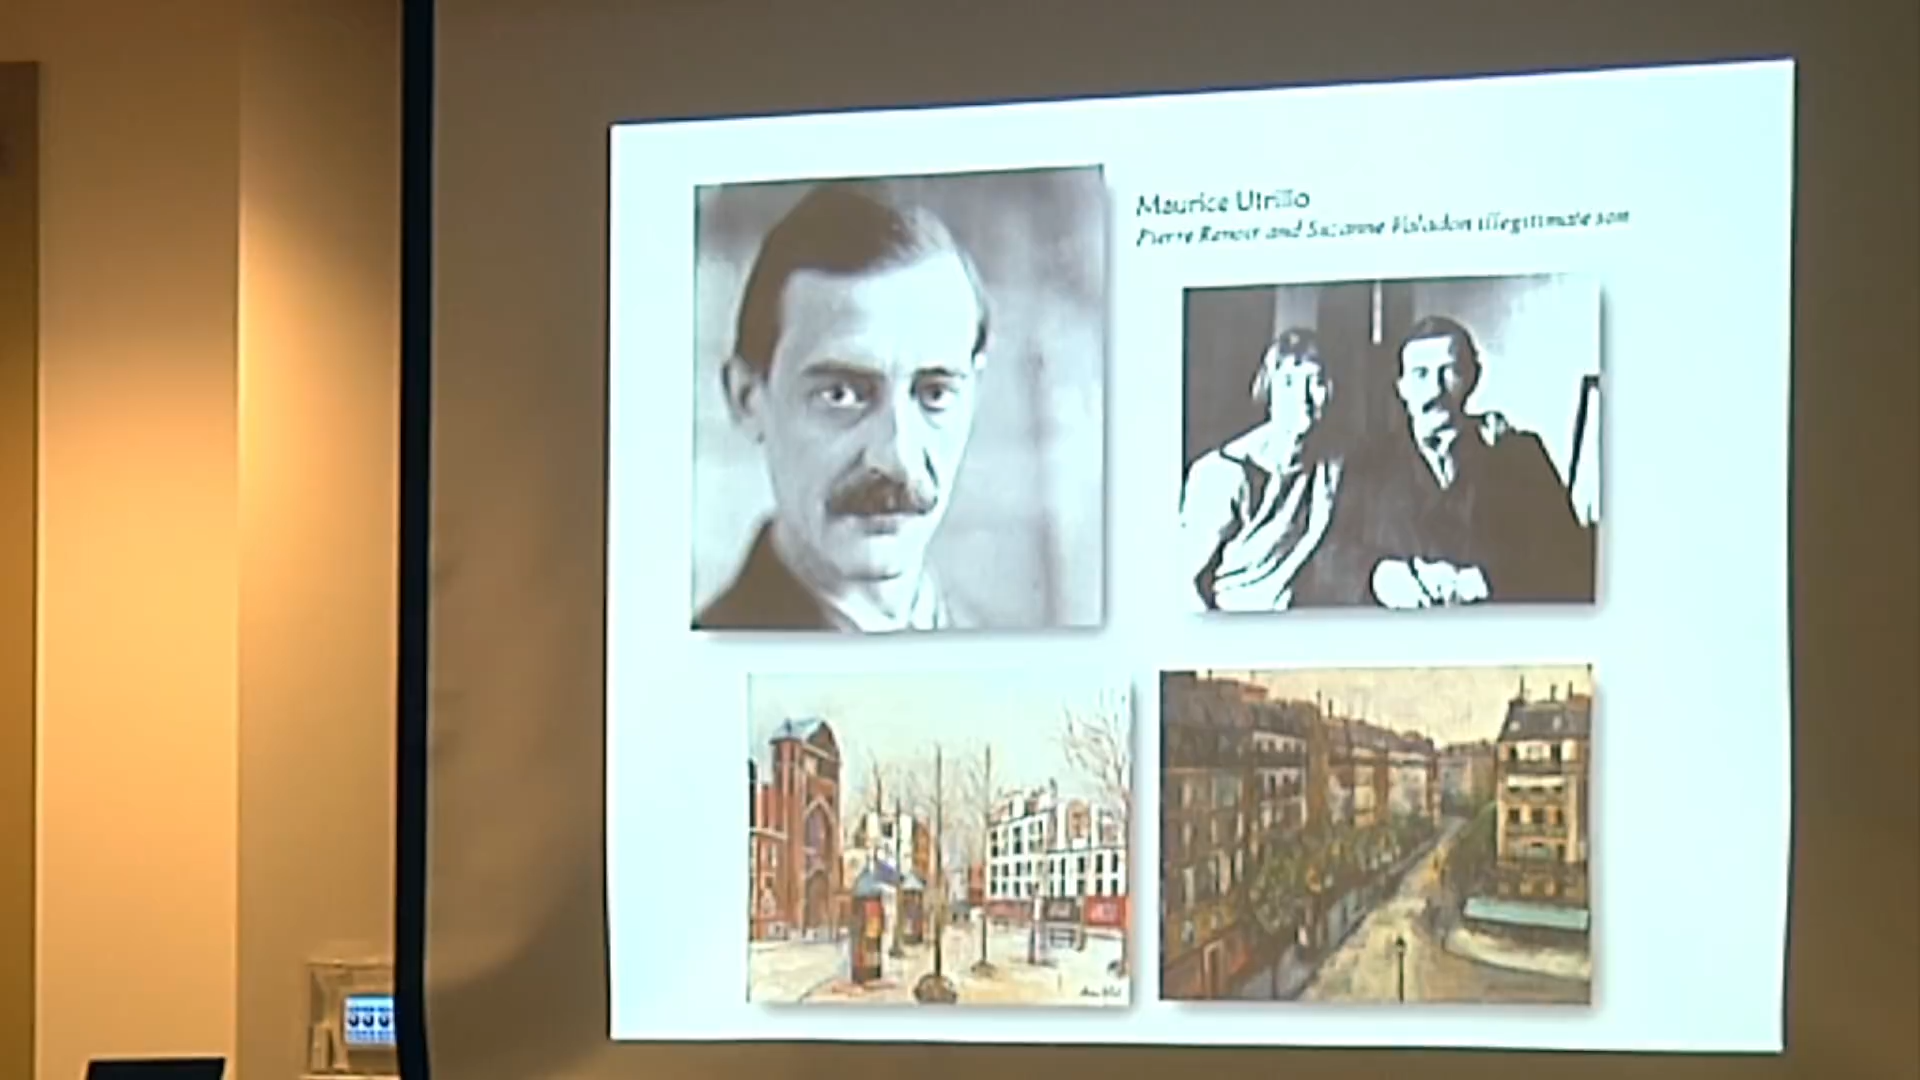 Maurice Utrillo
Pierre Renoir and Suzanne Valadon illegitimate son